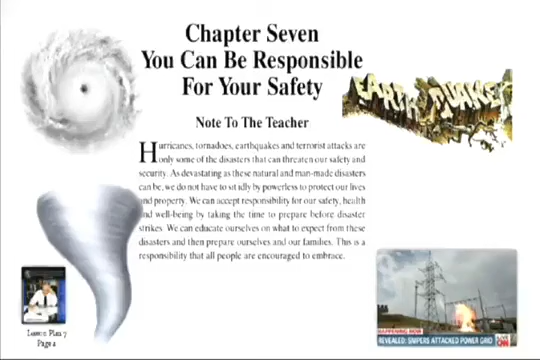 Chapter Seven
You Can Be Responsible
For Your Safety
EARTHQUAKE
Note To The Teacher
Hurricanes, tornadoes, earthquakes and terrorist attacks are
only some of the disasters that can threaten our safety and
security. As devastating as these natural and man-made disasters
can be, we do not have to sit idly by powerless to protect our lives
and property. We can accept responsibility for our safety, health
and well-being by taking the time to prepare before disaster
strikes. We can educate ourselves on what to expect from these
disasters and then prepare ourselves and our families. This is a
responsibility that all people are encouraged to embrace.
Lesson Plan 7
Page 2
HAPPENING NOW
REVEALED: SNIPERS ATTACKED POWER GRID
LIVE
CNN